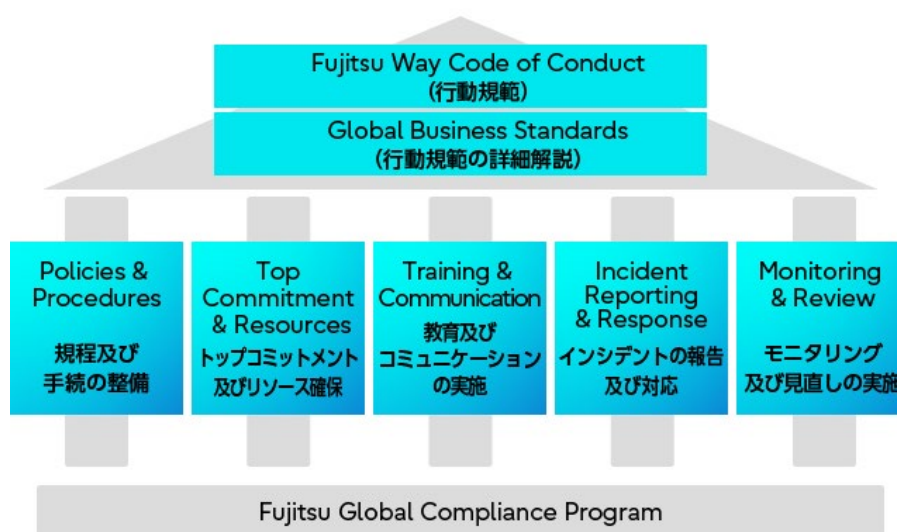 Fujitsu Way Code of Conduct
(行動規範)
Global Business Standards
(行動規範の詳細解説)
Policies &
Procedures
規程及び
手続の整備
Top
Commitment
& Resources
トップコミットメント
及びリソース確保
Training &
Communication
教育及び
コミュニケーション
の実施
Incident
Reporting
& Response
インシデントの報告
及び対応
Monitoring
& Review
モニタリング
及び見直しの実施
Fujitsu Global Compliance Program